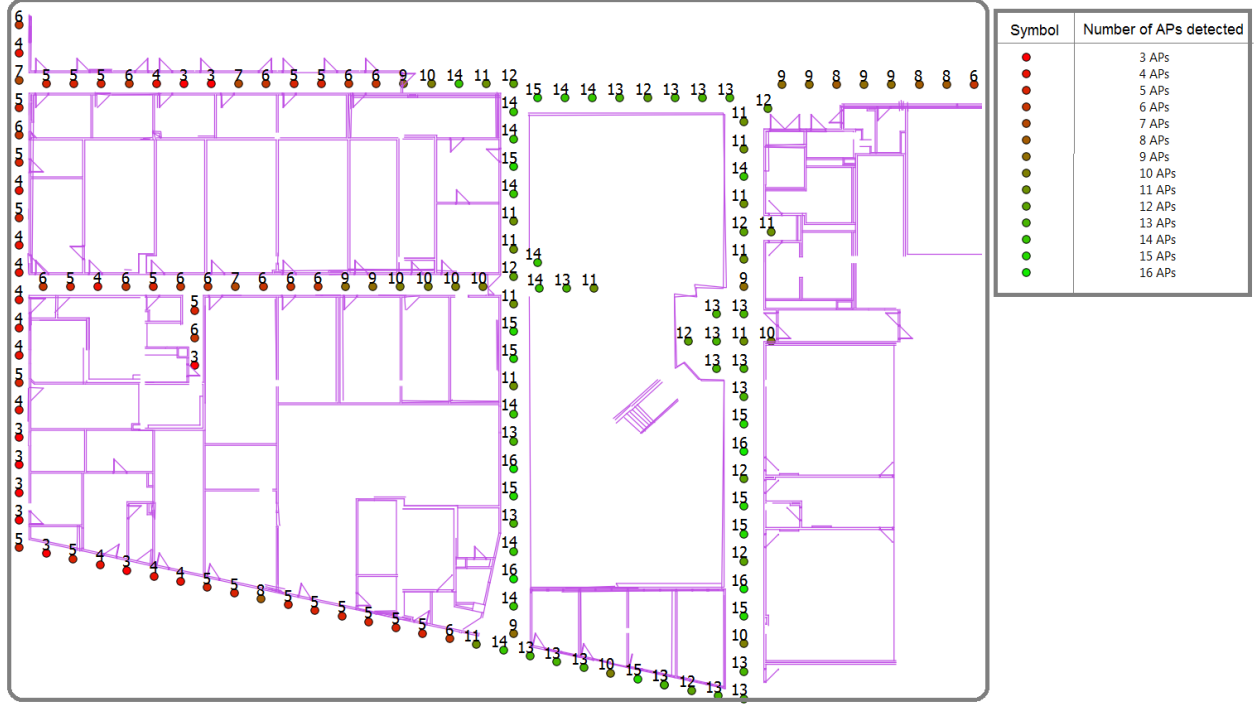 6
4
7 5 5 5 6 4 3 3 7 6 5 5 6 6 9 10 14 11 12
9 9 8 9 9 8 8 6
15 14 14 13 12 13 13 13
5 14 12
11
6 14
11
5 15
14
4 14
11
5 11
12 11
4 11
11
14
4 12
6 5 4 6 5 6 6 7 6 6 6 9 9 10 10 10 10 14 13 11 9
4 11
5 13 13
4 15
6 12 13 11 10
4 15
3 13 13
5 11
13
4 14
15
3 13
16
3 16
12
3 15
15
3 13
15
14
12
16
16
14
15
9
10
13
5 3 5 4 3 4 4 5 5 8 5 5 5 5 5 5 6 11 14 13 13 13 10 15 13 12 13 13
Symbol Number of APs detected
3 APs
4 APs
5 APs
6 APs
7 APs
8 APs
9 APs
10 APs
11 APs
12 APs
13 APs
14 APs
15 APs
16 APs